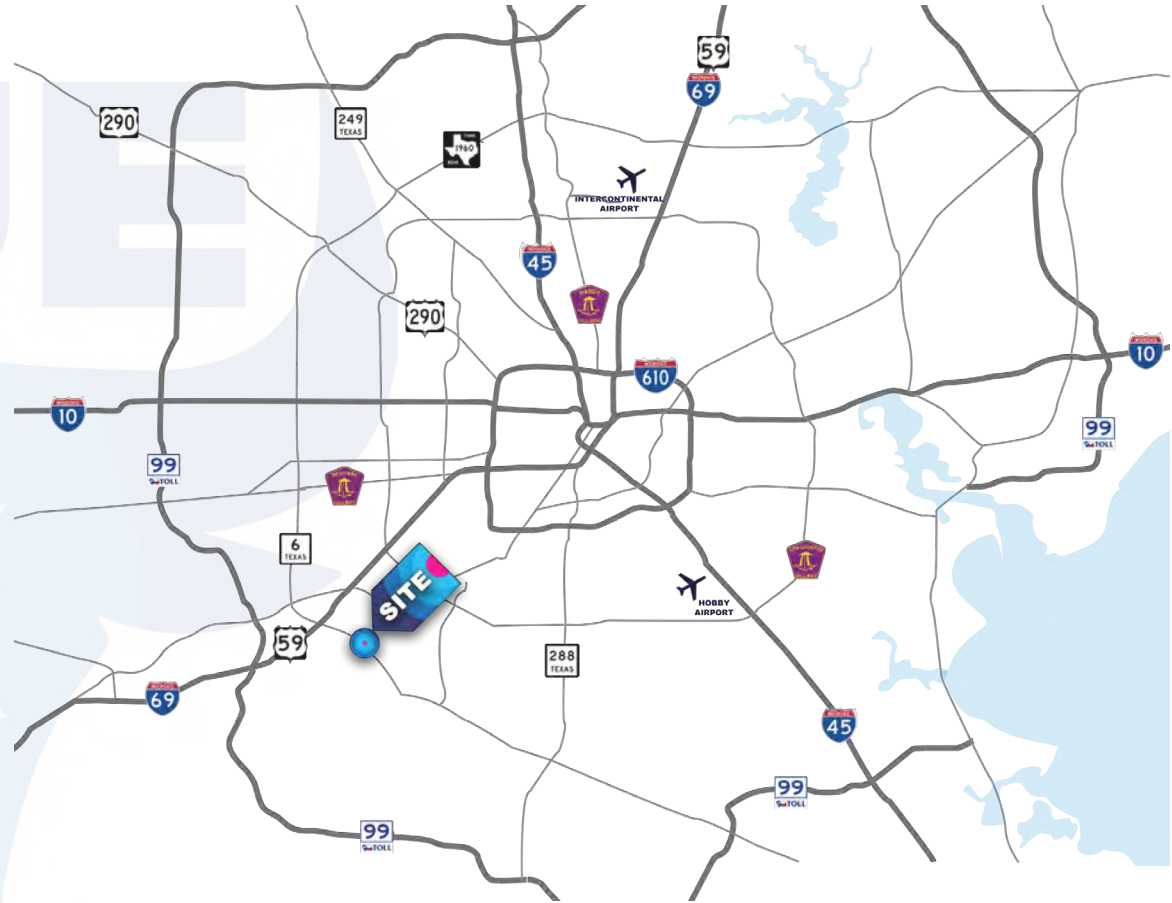 59
69
290
249
TEXAS
1960
INTERCONTINENTAL
AIRPORT
45
290
610
10
10
99
TOLL
99
TOLL
6
TEXAS
SITE
HOBBY
AIRPORT
59
288
TEXAS
69
45
99
TOLL
99
TOLL